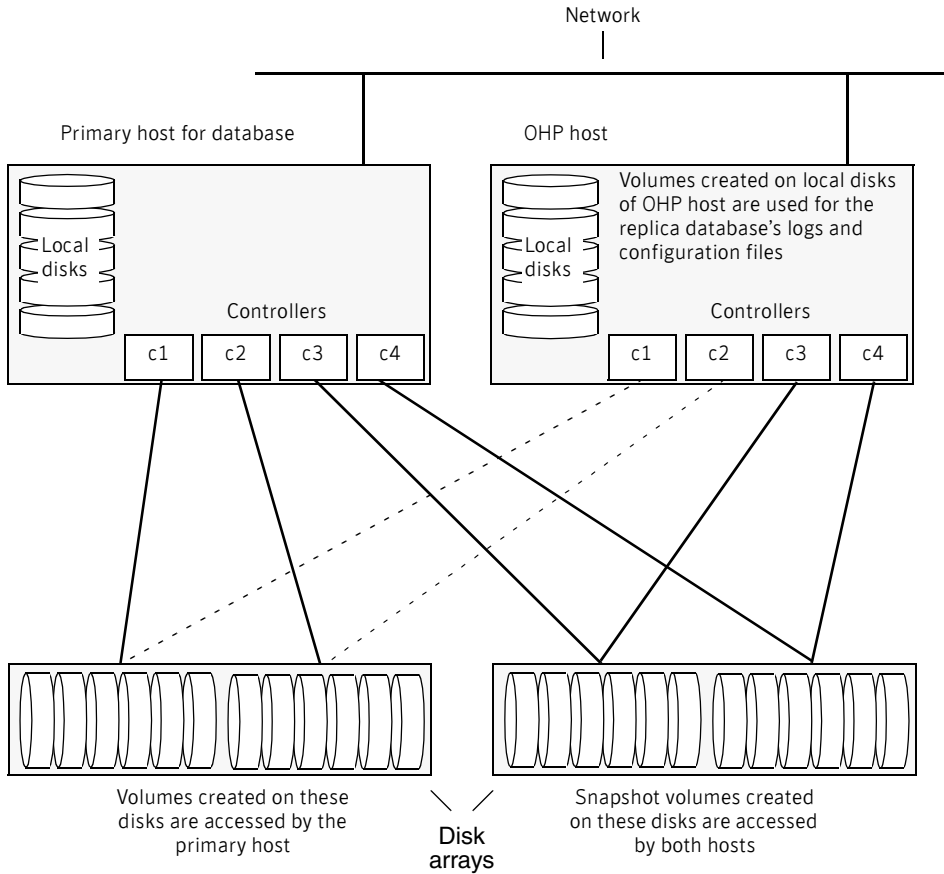 Network
Primary host for database
OHP host
Local
disks
Controllers
c1 c2 c3 c4
Local
disks
Volumes created on local disks
of OHP host are used for the
replica database’s logs and
configuration files
Controllers
c1 c2 c3 c4
Volumes created on these
disks are accessed by the
primary host
Disk
arrays
Snapshot volumes created
on these disks are accessed
by both hosts